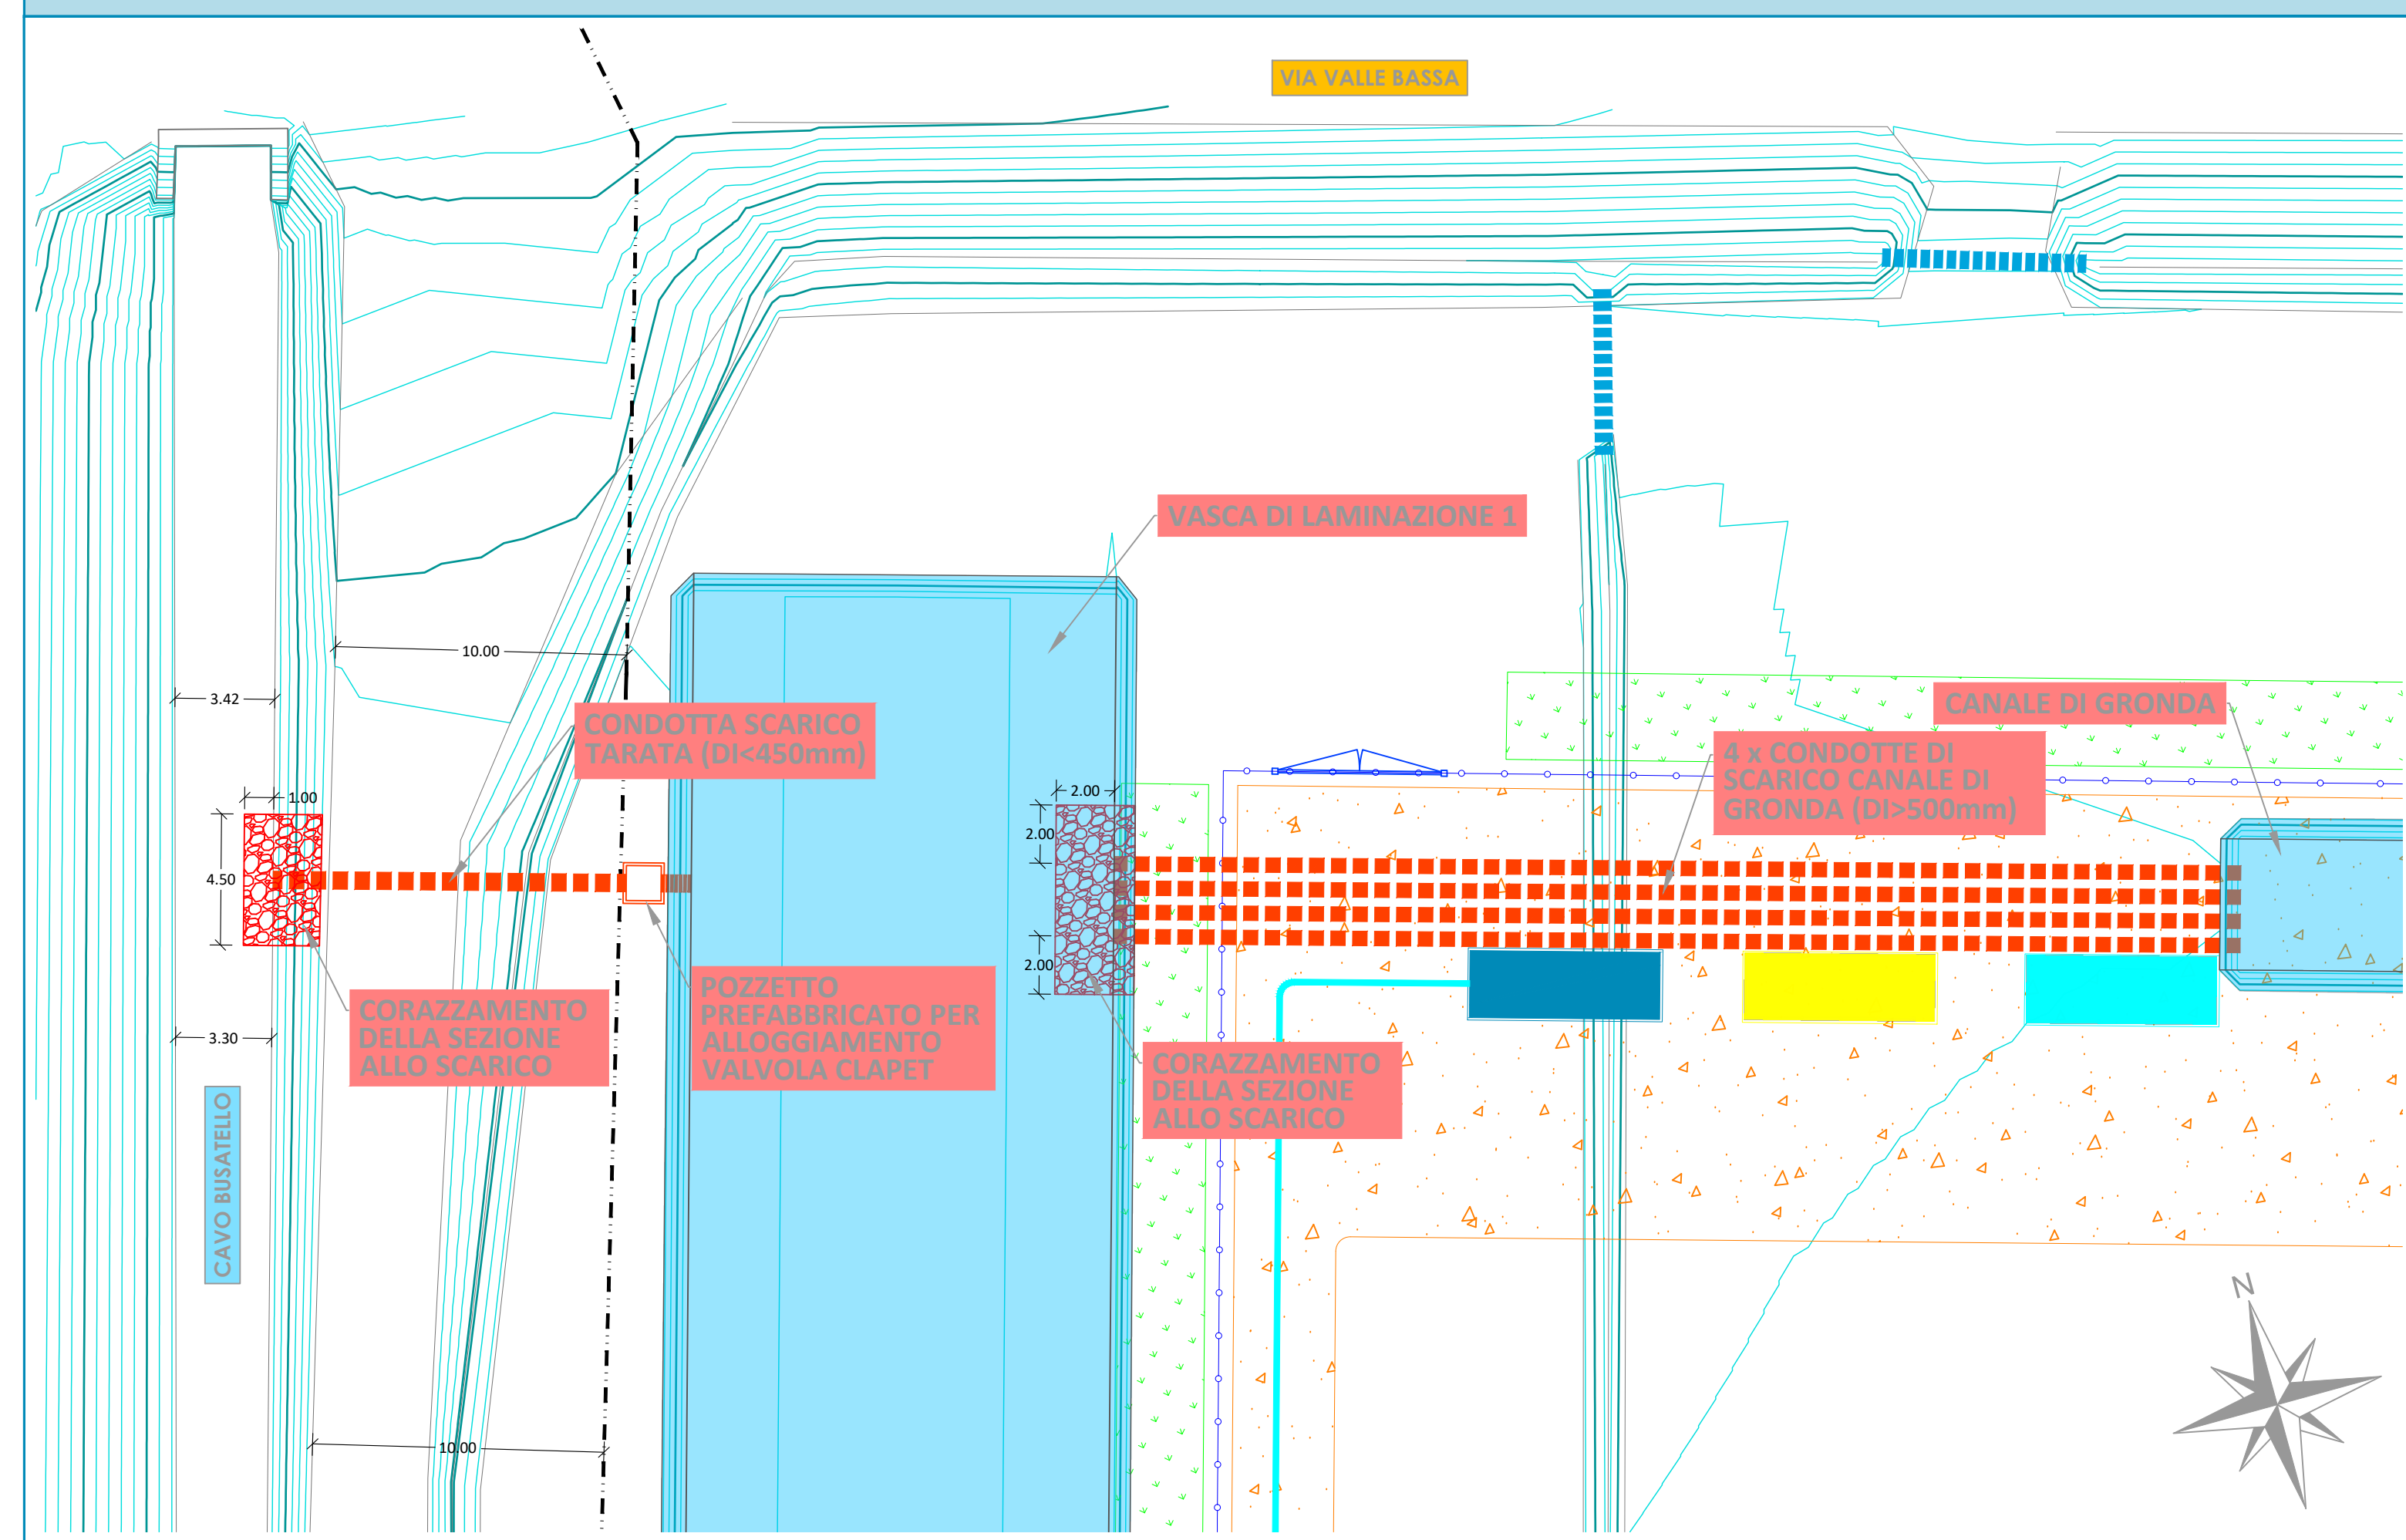 VIA VALLE BASSA
VASCA DI LAMINAZIONE 1
10.00
3.42
CONDOTTA SCARICO
TARATA (DI<450mm)
CANALE DI GRONDA
4 x CONDOTTE DI
SCARICO CANALE DI
GRONDA (DI>500mm)
1.00
2.00
2.00
4.50
2.00
CORAZZAMENTO
DELLA SEZIONE
ALLO SCARICO
POZZETTO
PREFABBRICATO PER
ALLOGGIAMENTO
VALVOLA CLAPET
CORAZZAMENTO
DELLA SEZIONE
ALLO SCARICO
3.30
CAVO BUSATELLO
N
10.00